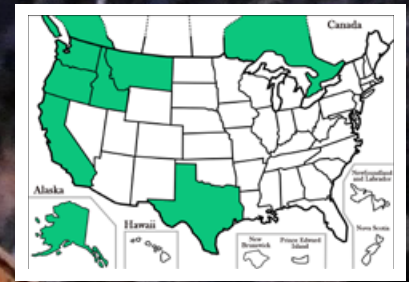 Canada
Newfoundland
and Labrador
Alaska
Hawaii
New
Brunswick
Prince Edward
Island
Nova Scotia